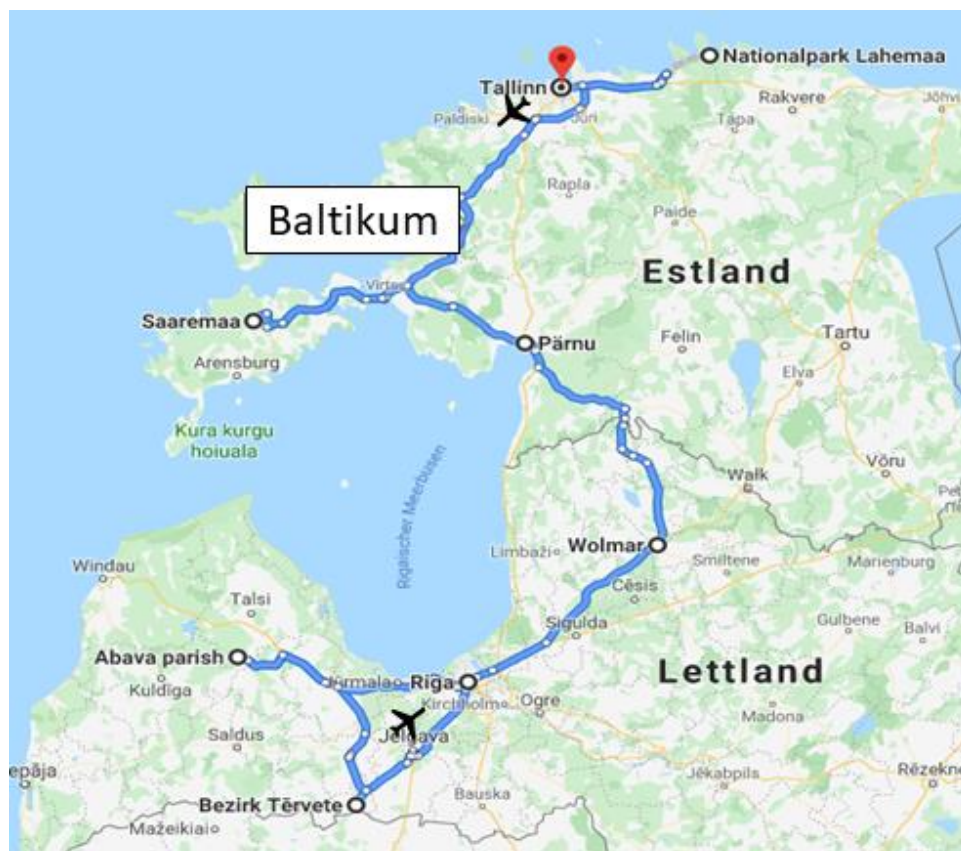 Nationalpark Lahemaa
Tallinn
Paldiski
Jüri
Rakvere
Jõhvi
Tapa
Baltikum
Rapla
Paide
Estland
Virtsu
Saaremaa
Pärnu
Felin
Tartu
Arensburg
Elva
Kura kurgu
hoiuala
Rigaischer Meerbusen
Walk
Võru
Limbaži
Wolmar
Smiltene
Marienburg
Windau
Cēsis
Talsi
Sigulda
Gulbene
Balvi
Abava parish
Kuldīga
Jūrmala
Riga
Kirchholm
Ogre
Lettland
Madona
Saldus
Jelgava
epāja
Jēkabpils
Rēzekne
Bezirk Tērvete
Bauska
Mažeikiai